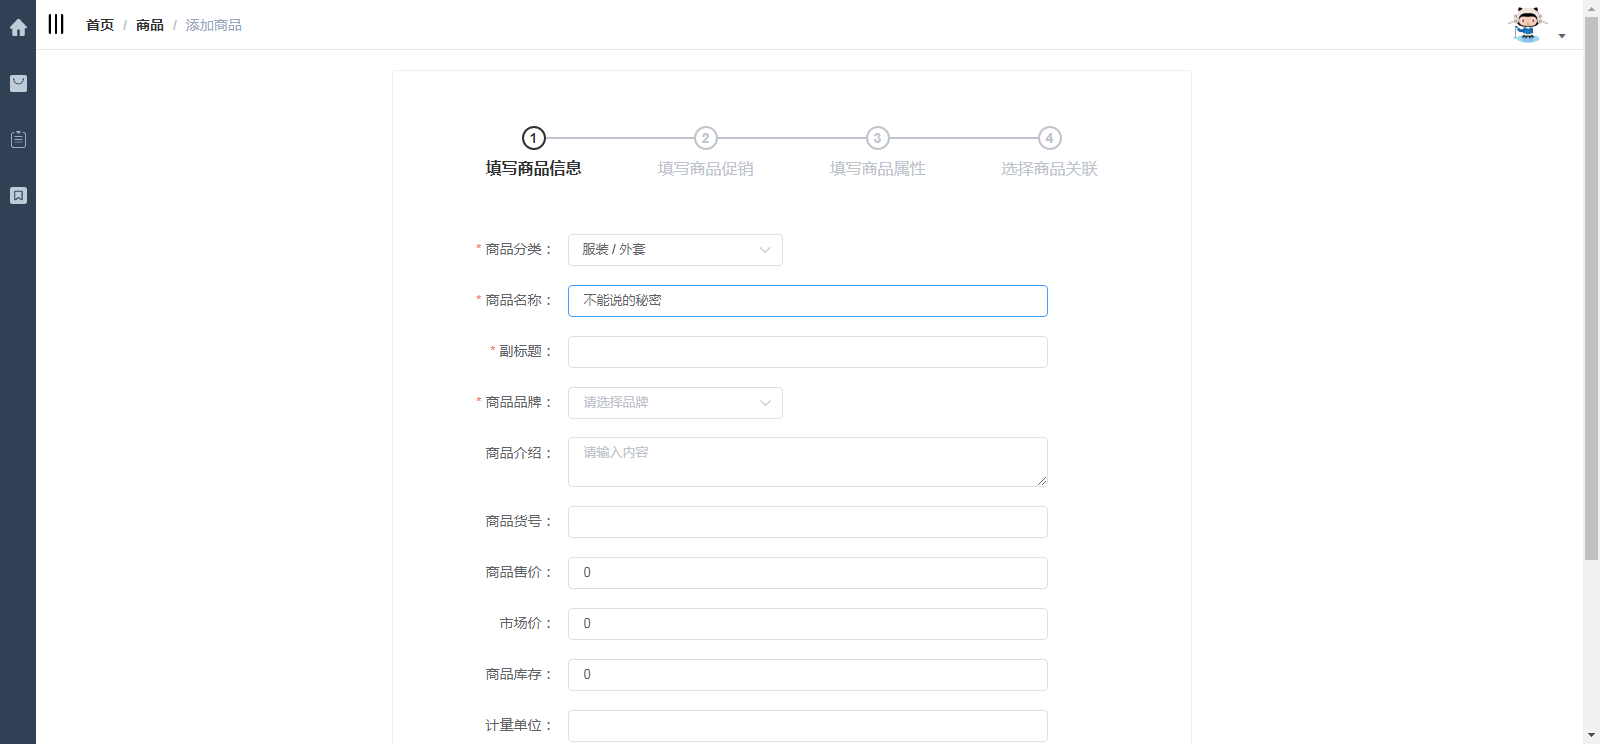 首页 / 商品 / 添加商品
1 2 3 4
填写商品信息 填写商品促销 填写商品属性 选择商品关联
* 商品分类： 服装 / 外套
* 商品名称： 不能说的秘密
* 副标题：
* 商品品牌： 请选择品牌
商品介绍： 请输入内容
商品货号：
商品售价： 0
市场价： 0
商品库存： 0
计量单位：